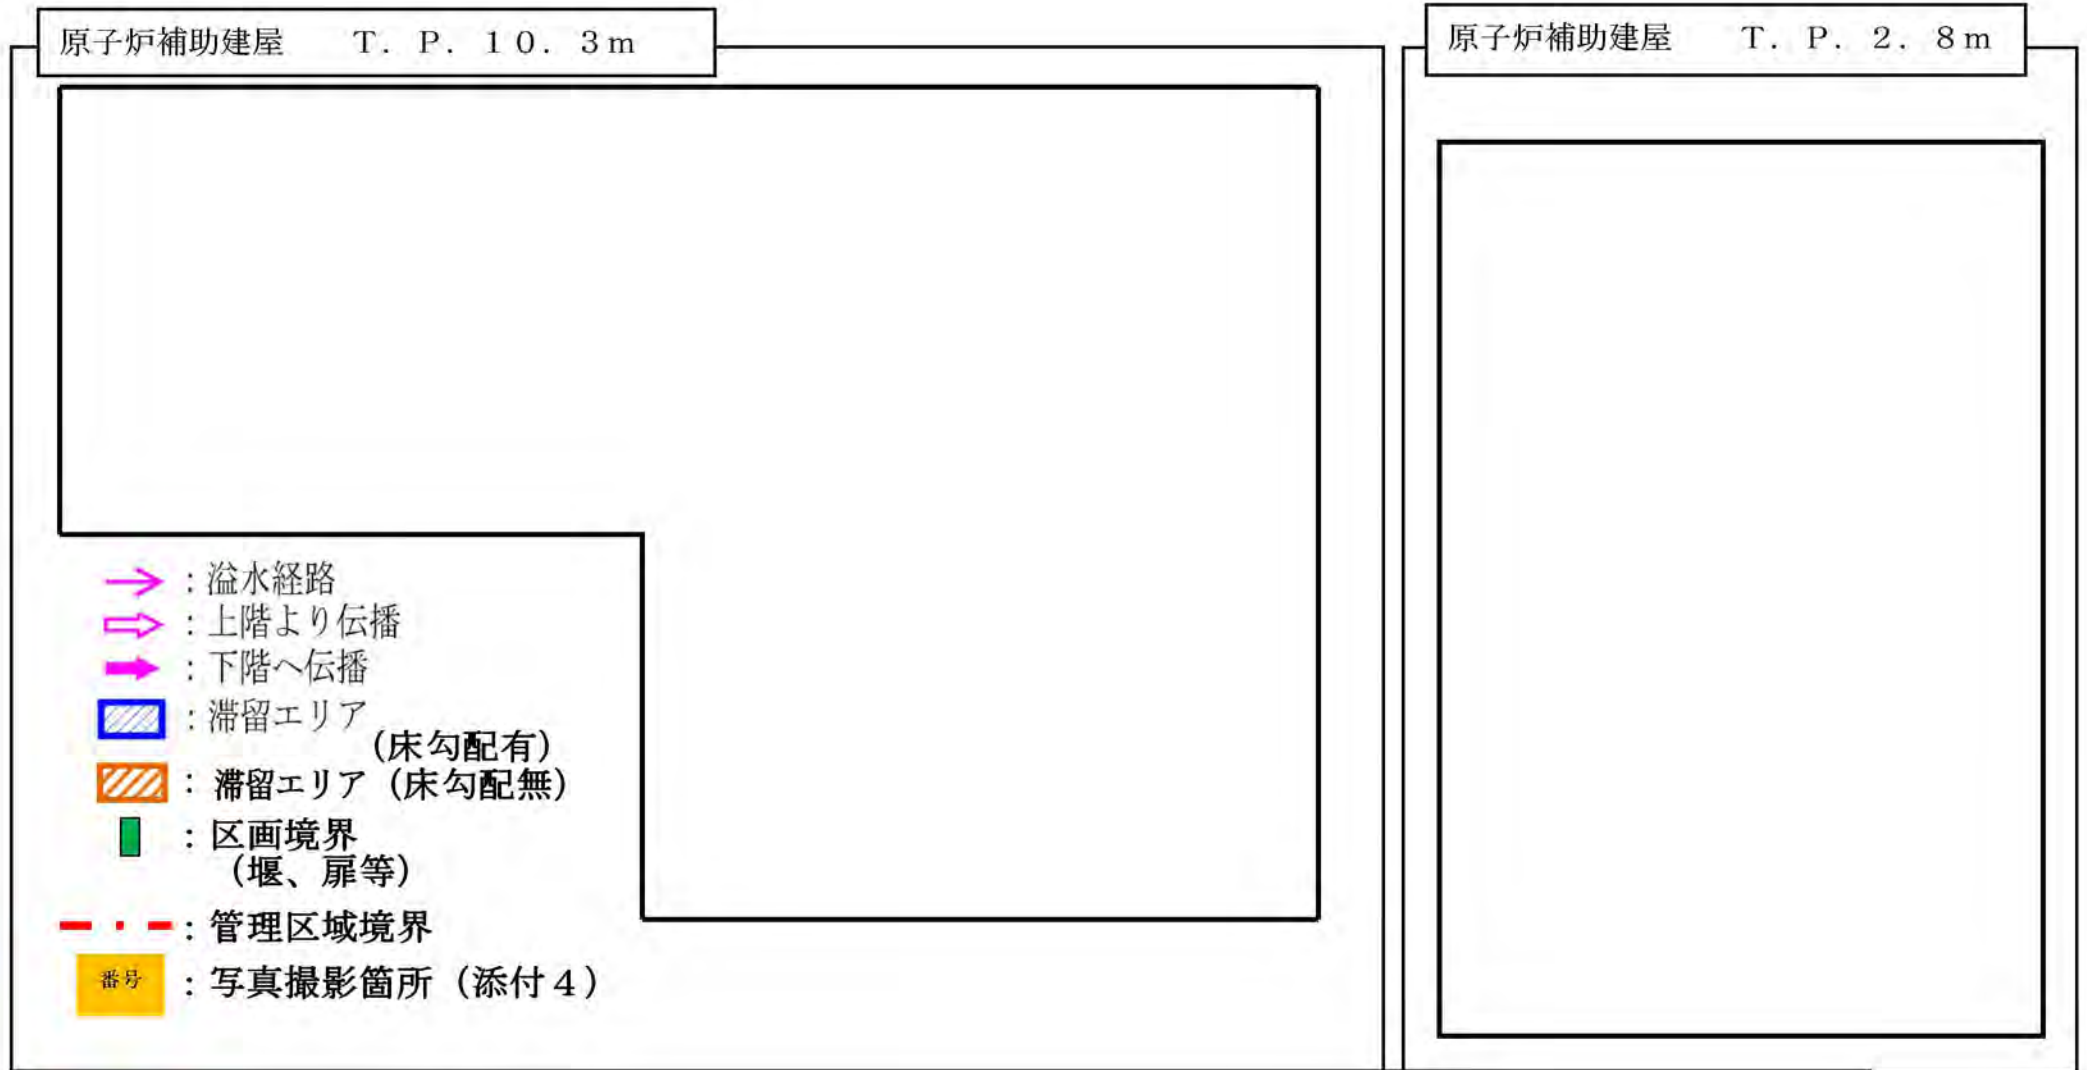 原子炉補助建屋　　T．P．10．3m
原子炉補助建屋　　T．P．2．8m
：溢水経路
：上階より伝播
：下階へ伝播
：滞留エリア
（床勾配有）
：滞留エリア（床勾配無）
：区画境界
（堰、扉等）
：管理区域境界
番号：写真撮影箇所（添付４）